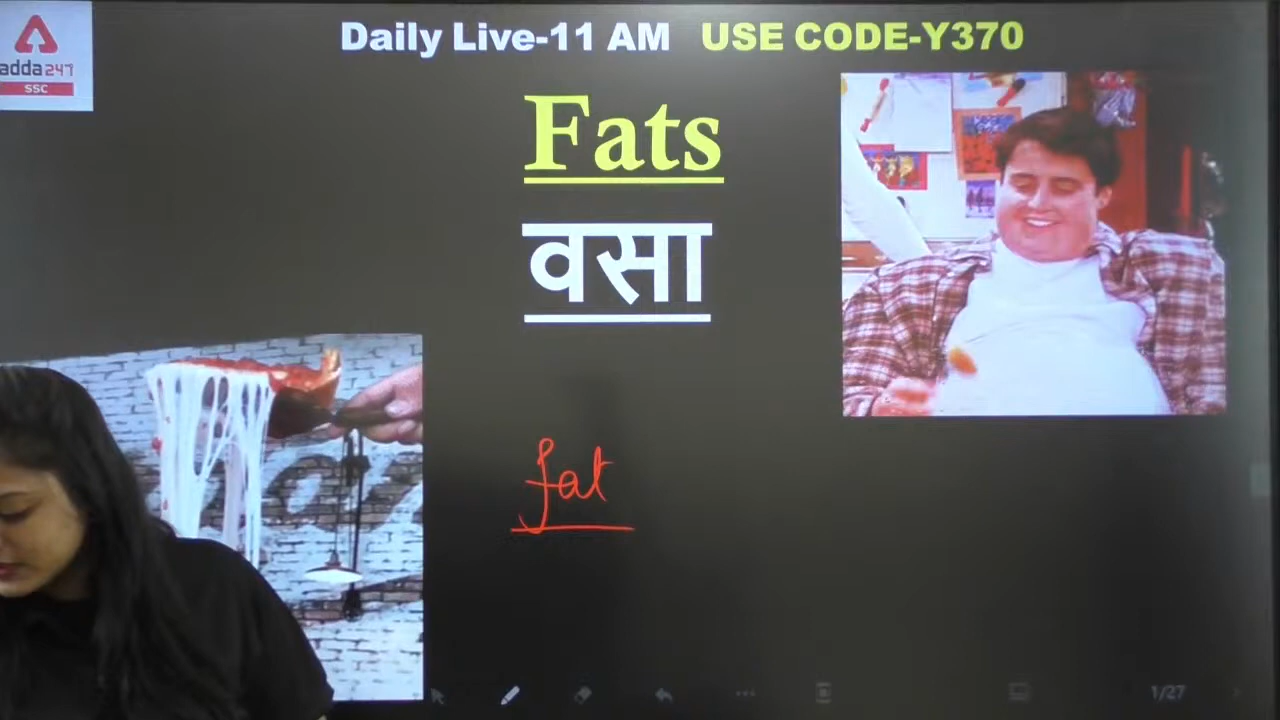 Daily Live-11 AM USE CODE-Y370
adda247
SSC
Fats
वसा
fat
1/27